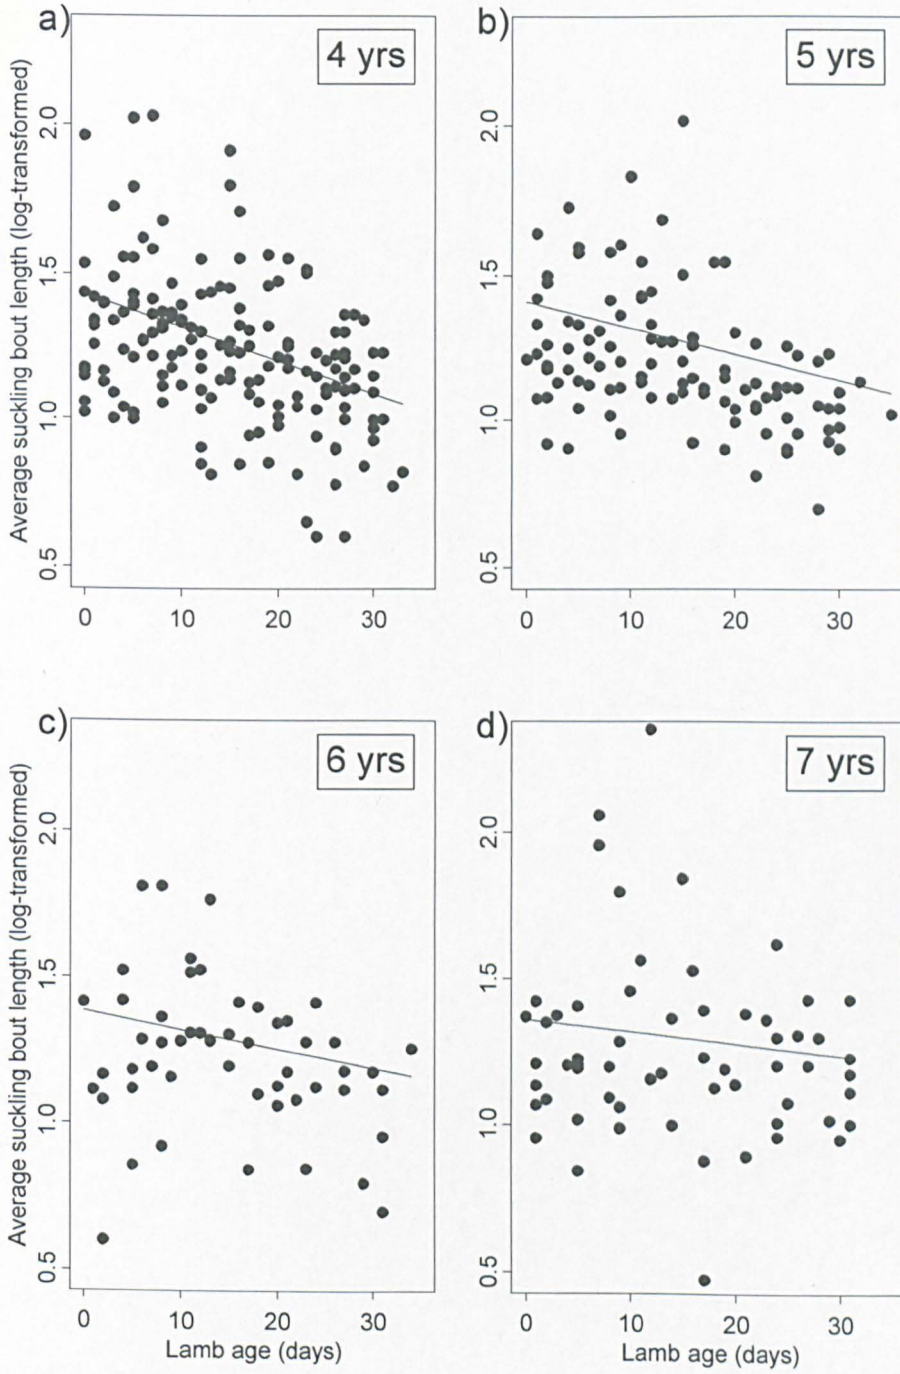 a)
4 yrs
Average suckling bout length (log-transformed)
2.0
1.5
1.0
0.5
0 10 20 30
b)
5 yrs
2.0
1.5
1.0
0.5
0 10 20 30
c)
6 yrs
Average suckling bout length (log-transformed)
2.0
1.5
1.0
0.5
0 10 20 30
Lamb age (days)
d)
7 yrs
2.0
1.5
1.0
0.5
0 10 20 30
Lamb age (days)